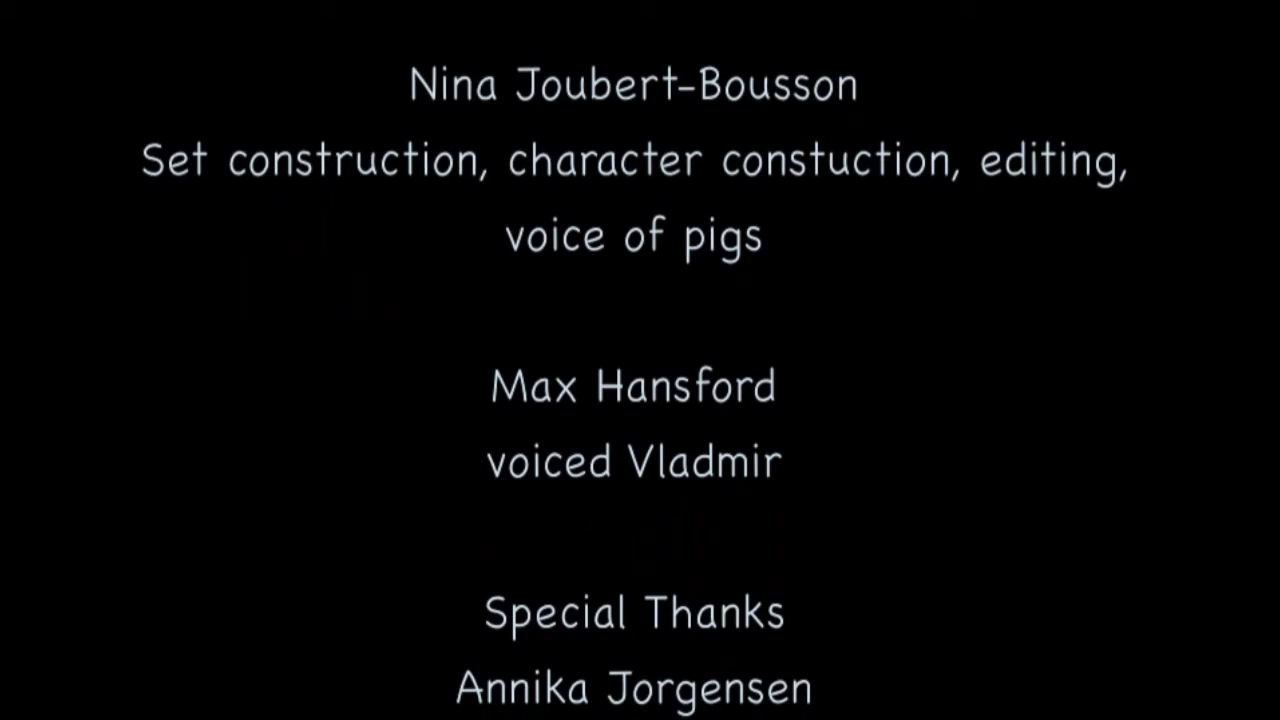 Nina Joubert-Bousson
Set construction, character constuction, editing,
voice of pigs
Max Hansford
voiced Vladmir
Special Thanks
Annika Jorgensen